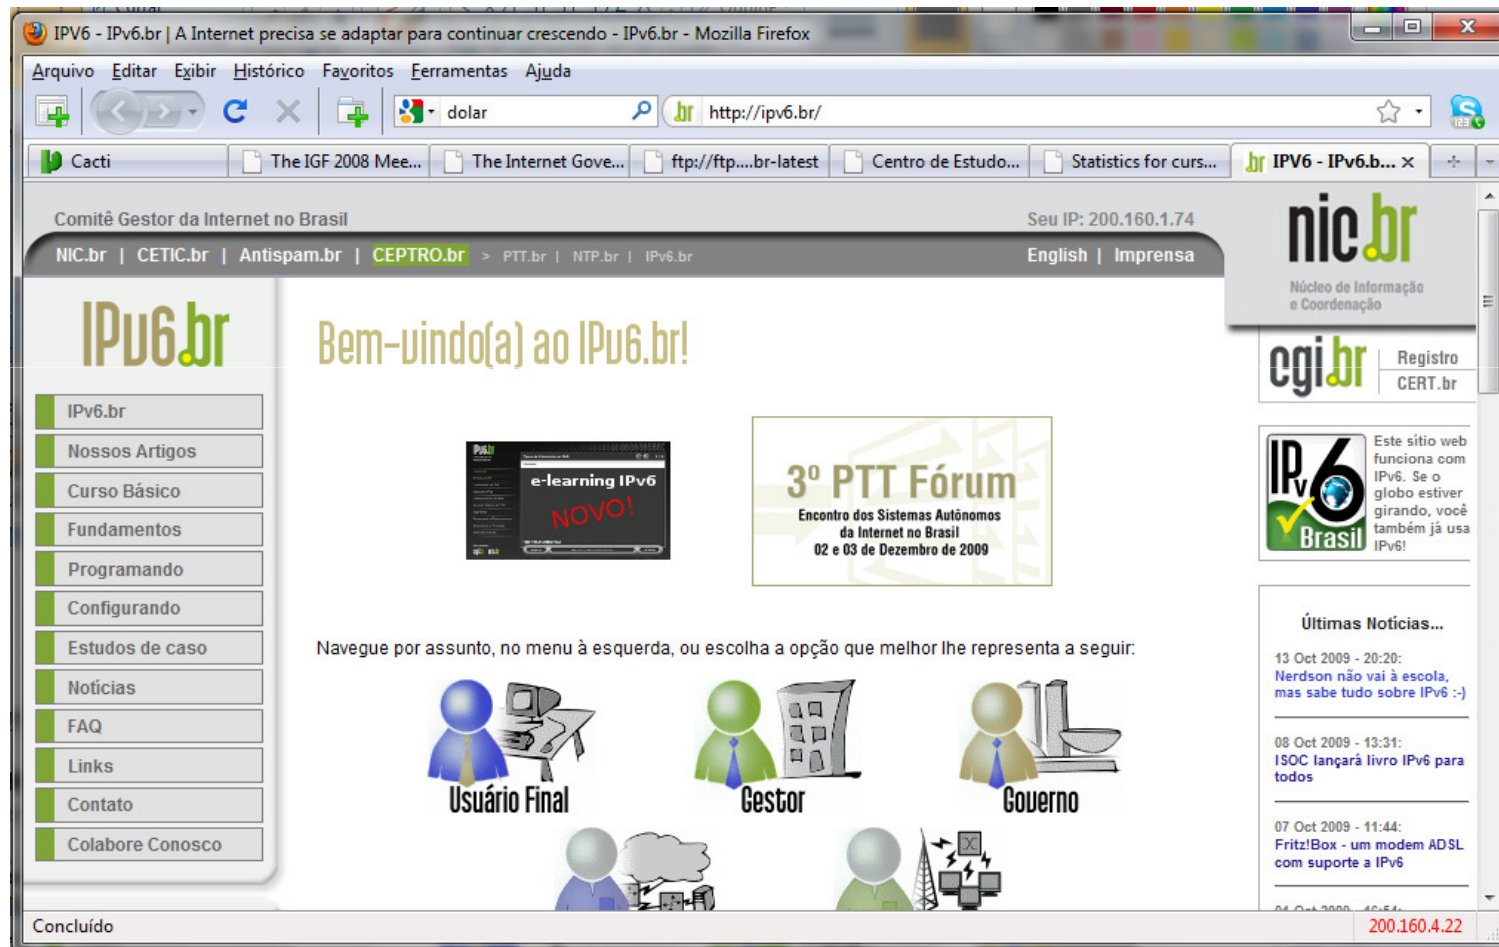 IPV6 - IPv6.br | A Internet precisa se adaptar para continuar crescendo - IPv6.br - Mozilla Firefox
Arquivo Editar Exibir Histórico Favoritos Ferramentas Ajuda
dolar
.br http://ipv6.br/
Cacti
The IGF 2008 Mee...
The Internet Gove...
ftp://ftp....br-latest
Centro de Estudo...
Statistics for curs...
.br IPV6 - IPv6.b...
Comitê Gestor da Internet no Brasil
Seu IP: 200.160.1.74
NIC.br | CETIC.br | Antispam.br | CEPTRO.br > PTT.br | NTP.br | IPv6.br
English | Imprensa
nic.br
Núcleo de Informação
e Coordenação
cgi.br
Registro
CERT.br
IPv6.br
IPv6.br
Nossos Artigos
Curso Básico
Fundamentos
Programando
Configurando
Estudos de caso
Notícias
FAQ
Links
Contato
Colabore Conosco
Bem-vindo(a) ao IPv6.br!
IPv6.br
e-learning IPv6
NOVO!
3º PTT Fórum
Encontro dos Sistemas Autônomos
da Internet no Brasil
02 e 03 de Dezembro de 2009
Navegue por assunto, no menu à esquerda, ou escolha a opção que melhor lhe representa a seguir:
Usuário Final
Gestor
Governo
IPv6
Brasil
Este sítio web
funciona com
IPv6. Se o
globo estiver
girando, você
também já usa
IPv6!
Últimas Notícias...
13 Oct 2009 - 20:20:
Nerdson não vai à escola,
mas sabe tudo sobre IPv6 :-)
08 Oct 2009 - 13:31:
ISOC lançará livro IPv6 para
todos
07 Oct 2009 - 11:44:
Fritz!Box - um modem ADSL
com suporte a IPv6
Concluído
200.160.4.22